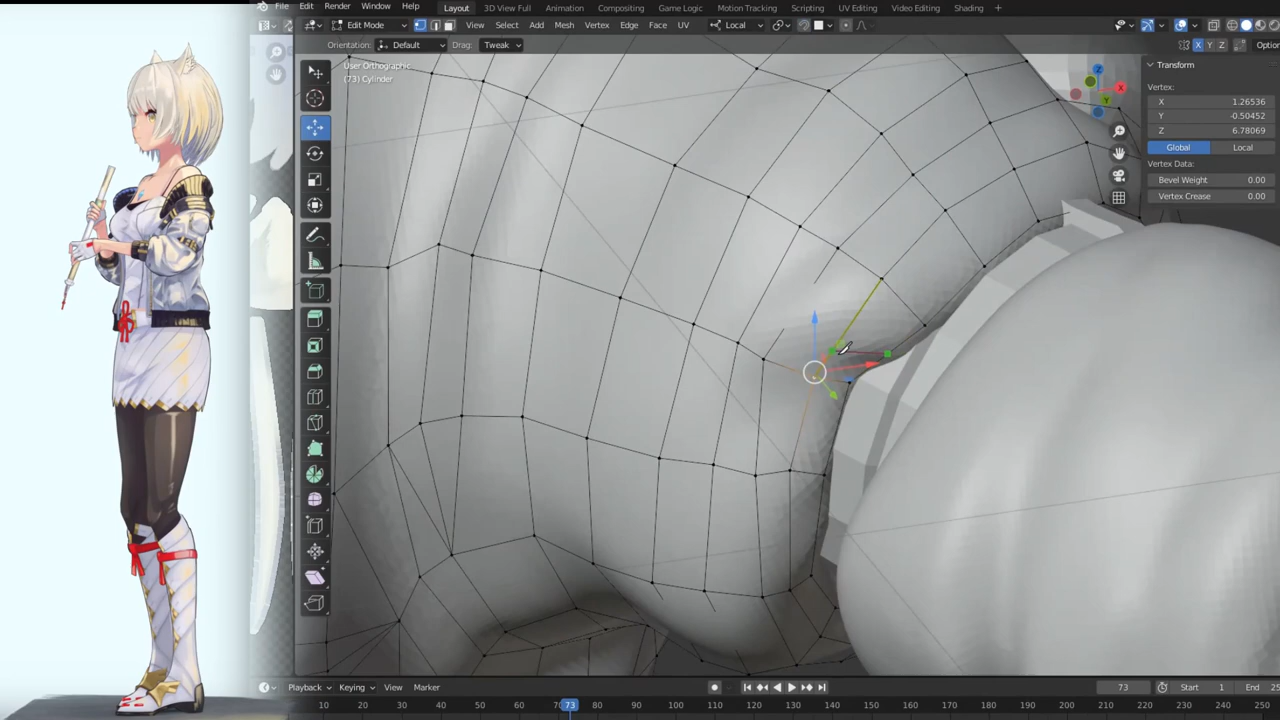 File Edit Render Window Help Layout 3D View Full Animation Compositing Game Logic Motion Tracking Scripting UV Editing Video Editing Shading +
Edit Mode View Select Add Mesh Vertex Edge Face UV Local
Orientation: Default Drag: Tweak X Y Z Optio
User Orthographic
(73) Cylinder
Z
X
Y
Transform
Vertex:
X 1.26536
Y -0.50452
Z 6.78069
Global Local
Vertex Data:
Bevel Weight 0.00
Vertex Crease 0.00
Playback Keying View Marker 73 Start 1 End 25
10 20 30 40 50 60 70 73 80 90 100 110 120 130 140 150 160 170 180 190 200 210 220 230 240 250